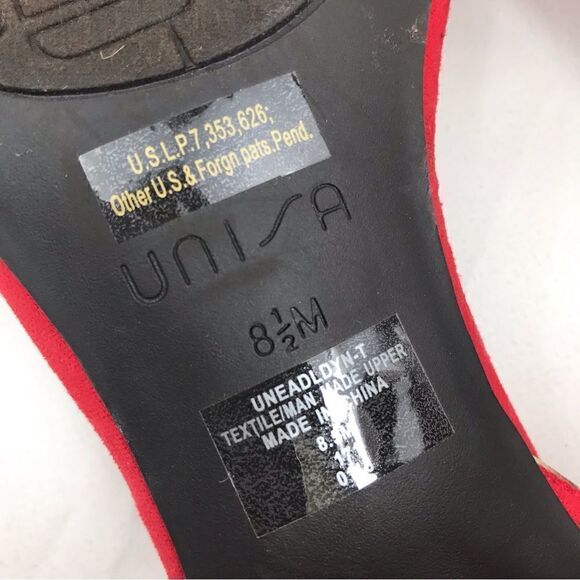 U.S.L.P.7,353,626;
Other U.S.& Forgn pats.Pend.
UNISA
8½M
UNEADLDYN-T
TEXTILE/MAN MADE UPPER
MADE IN CHINA